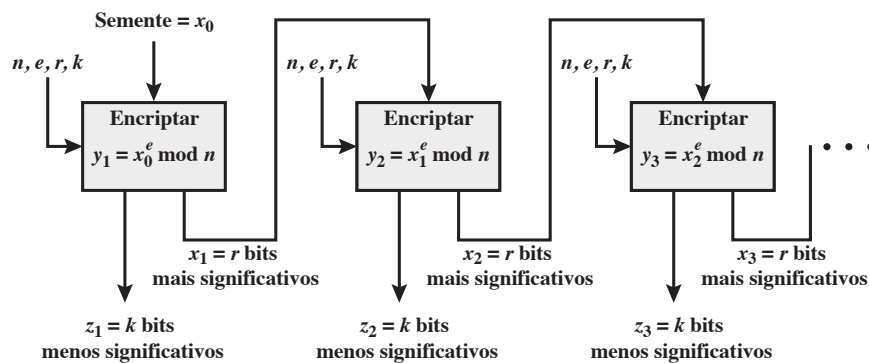 Semente = x₀
n, e, r, k
n, e, r, k
n, e, r, k
Encriptar
y₁ = x₀ᵉ mod n
Encriptar
y₂ = x₁ᵉ mod n
Encriptar
y₃ = x₂ᵉ mod n
x₁ = r bits
mais significativos
x₂ = r bits
mais significativos
x₃ = r bits
mais significativos
z₁ = k bits
menos significativos
z₂ = k bits
menos significativos
z₃ = k bits
menos significativos